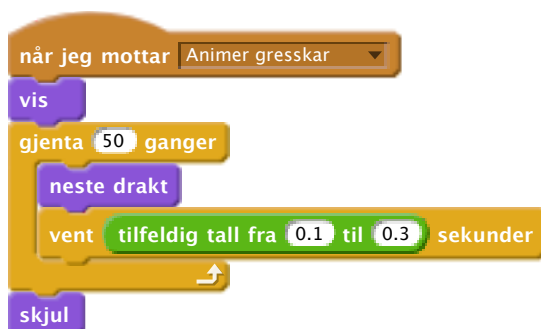 når jeg mottar Animer gresskar
vis
gjenta 50 ganger
neste drakt
vent tilfeldig tall fra 0.1 til 0.3 sekunder
skjul